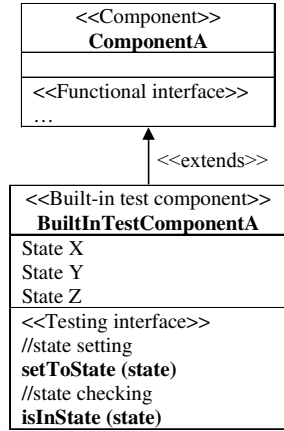 <<Component>>
ComponentA
<<Functional interface>>
…
<<extends>>
<<Built-in test component>>
BuiltInTestComponentA
State X
State Y
State Z
<<Testing interface>>
//state setting
setToState (state)
//state checking
isInState (state)